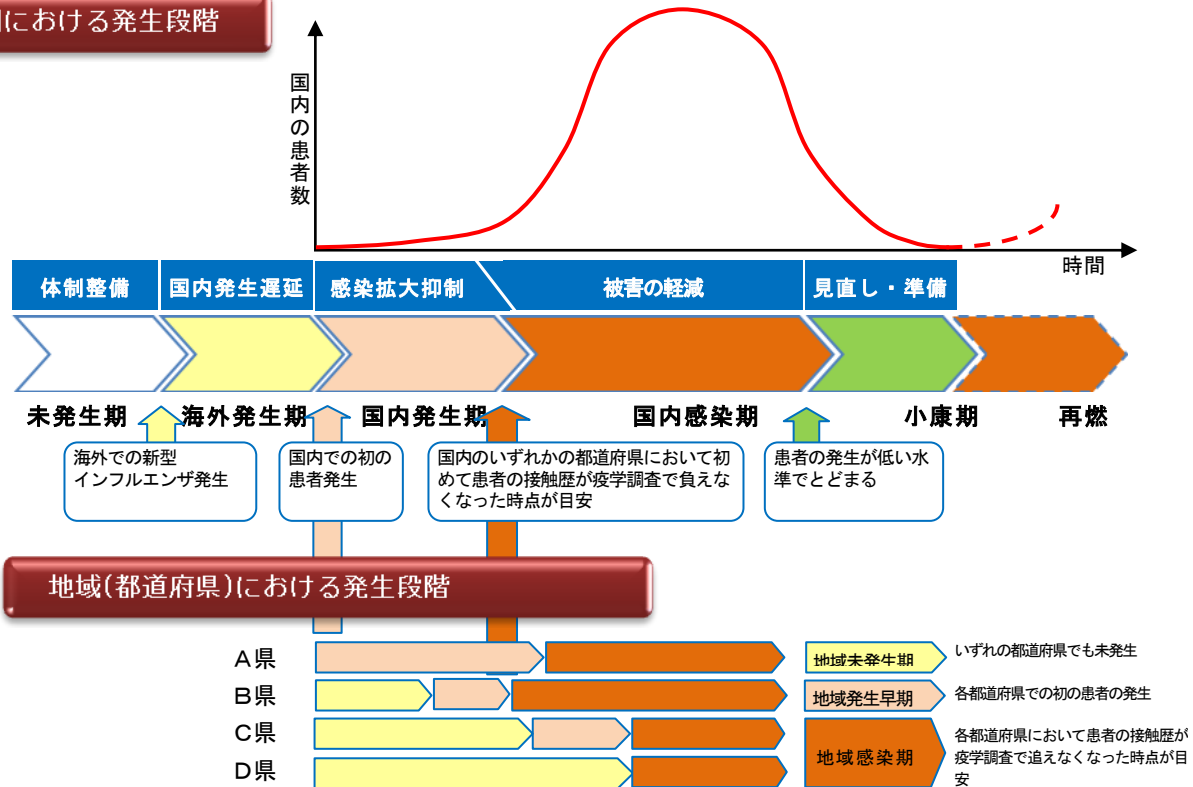 における発生段階
国内の患者数
時間
体制整備 国内発生遅延 感染拡大抑制 被害の軽減 見直し・準備
未発生期 海外発生期 国内発生期 国内感染期 小康期 再燃
海外での新型
インフルエンザ発生
国内での初の
患者発生
国内のいずれかの都道府県において初
めて患者の接触歴が疫学調査で負えな
くなった時点が目安
患者の発生が低い水
準でとどまる
地域(都道府県)における発生段階
A県
B県
C県
D県
地域未発生期
いずれの都道府県でも未発生
地域発生早期
各都道府県での初の患者の発生
地域感染期
各都道府県において患者の接触歴が
疫学調査で追えなくなった時点が目
安